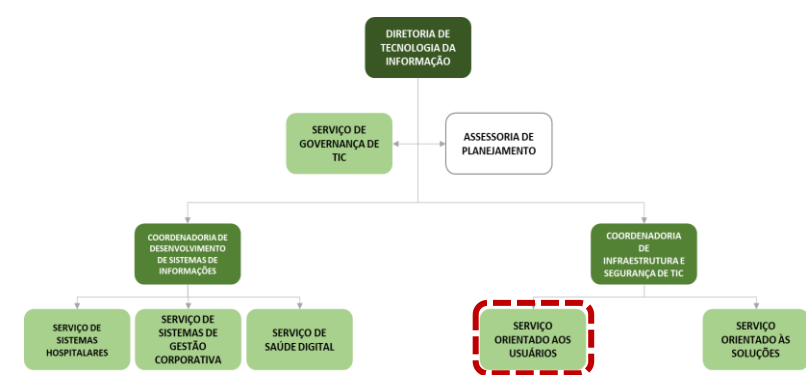 DIRETORIA DE
TECNOLOGIA DA
INFORMAÇÃO
SERVIÇO DE
GOVERNANÇA DE
TIC
ASSESSORIA DE
PLANEJAMENTO
COORDENADORIA DE
DESENVOLVIMENTO
DE SISTEMAS DE
INFORMAÇÕES
COORDENADORIA
DE
INFRAESTRUTURA E
SEGURANÇA DE TIC
SERVIÇO DE
SISTEMAS
HOSPITALARES
SERVIÇO DE
SISTEMAS DE
GESTÃO
CORPORATIVA
SERVIÇO DE
SAÚDE DIGITAL
SERVIÇO
ORIENTADO AOS
USUÁRIOS
SERVIÇO
ORIENTADO ÀS
SOLUÇÕES